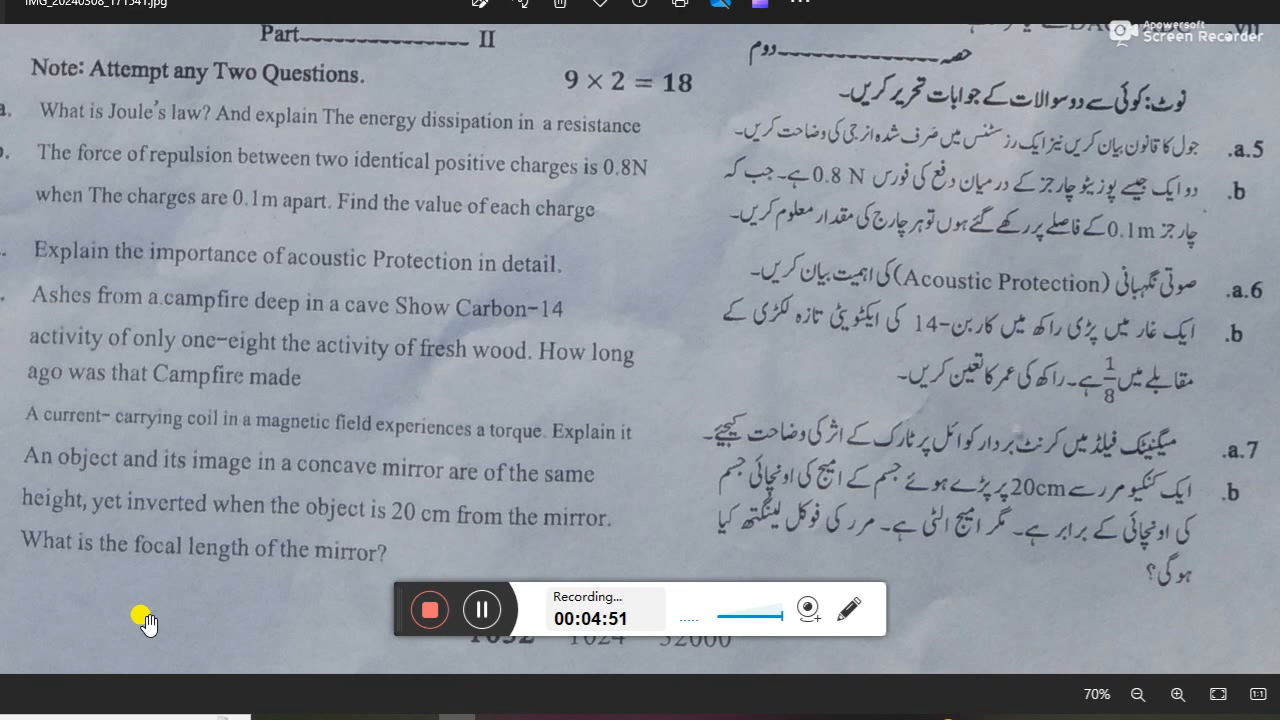 IMG_20240308_171541.jpg
Apowersoft
Screen Recorder
Part II
حصہ دوم
Note: Attempt any Two Questions.
9 × 2 = 18
نوٹ: کوئی سے دو سوالات کے جوابات تحریر کریں۔
What is Joule's law? And explain The energy dissipation in a resistance
The force of repulsion between two identical positive charges is 0.8N
when The charges are 0.1m apart. Find the value of each charge
Explain the importance of acoustic Protection in detail.
Ashes from a campfire deep in a cave Show Carbon-14
activity of only one-eight the activity of fresh wood. How long
ago was that Campfire made
A current- carrying coil in a magnetic field experiences a torque. Explain it
An object and its image in a concave mirror are of the same
height, yet inverted when the object is 20 cm from the mirror.
What is the focal length of the mirror?
.a.5 جول کا قانون بیان کریں نیز ایک رزسٹنس میں صرف شدہ انرجی کی وضاحت کریں۔
.b دو ایک جیسے پوزیٹو چارجز کے درمیان دفع کی فورس 0.8 N ہے۔ جب کہ
چارجز 0.1m کے فاصلے پر رکھے گئے ہوں تو ہر چارج کی مقدار معلوم کریں۔
.a.6 صوتی نگہبانی (Acoustic Protection) کی اہمیت بیان کریں۔
.b ایک غار میں پڑی راکھ میں کاربن-14 کی ایکٹویٹی تازہ لکڑی کے
مقابلے میں 1/8 ہے۔ راکھ کی عمر کا تعین کریں۔
.a.7 میگنیٹک فیلڈ میں کرنٹ بردار کوائل پر ٹارک کے اثر کی وضاحت کیجیئے۔
.b ایک کنکیو مرر سے 20cm پر پڑے ہوئے جسم کے امیج کی اونچائی جسم
کی اونچائی کے برابر ہے۔ مگر امیج الٹی ہے۔ مرر کی فوکل لینگتھ کیا
ہوگی؟
Recording...
00:04:51
1024 52000
70%
1:1